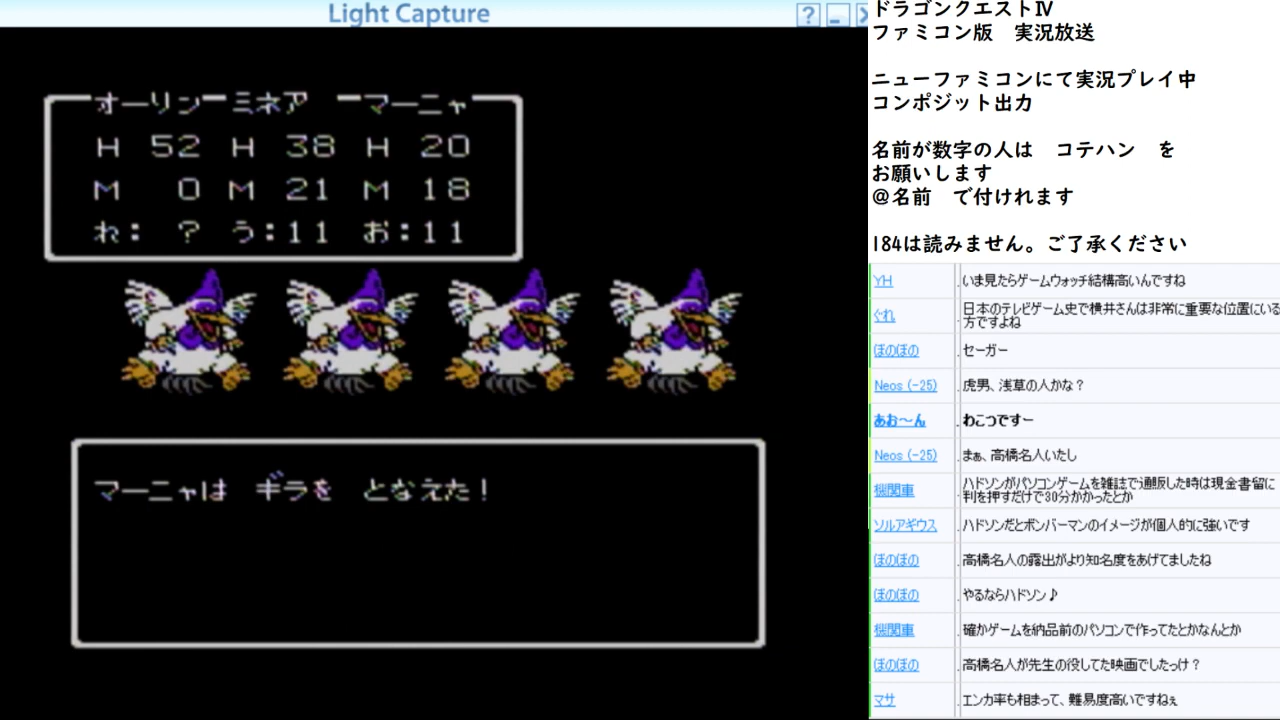 Light Capture
オーリン ミネア マーニャ
H 52 H 38 H 20
M 0 M 21 M 18
れ: ? う:11 お:11
マーニャは ギラを となえた!
ドラゴンクエストⅣ
ファミコン版 実況放送
ニューファミコンにて実況プレイ中
コンポジット出力
名前が数字の人は コテハン を
お願いします
@名前 で付けれます
184は読みません。ご了承ください
YH いま見たらゲームウォッチ結構高いんですね
ぐれ 日本のテレビゲーム史で横井さんは非常に重要な位置にいる
方ですよね
ぼのぼの セーガー
Neos (-25) 虎男、浅草の人かな?
あお~ん わこつですー
Neos (-25) まぁ、高橋名人いたし
機関車 ハドソンがパソコンゲームを雑誌で通販した時は現金書留に
判を押すだけで30分かかったとか
ソルアギウス ハドソンだとボンバーマンのイメージが個人的に強いです
ぼのぼの 高橋名人の露出がより知名度をあげてましたね
ぼのぼの やるならハドソン♪
機関車 確かゲームを納品前のパソコンで作ってたとかなんとか
ぼのぼの 高橋名人が先生の役してた映画でしたっけ?
マサ エンカ率も相まって、難易度高いですねぇ